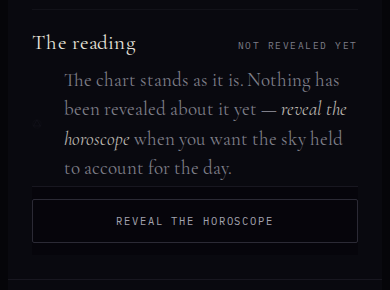 The reading
NOT REVEALED YET
The chart stands as it is. Nothing has
been revealed about it yet — reveal the
horoscope when you want the sky held
to account for the day.
REVEAL THE HOROSCOPE